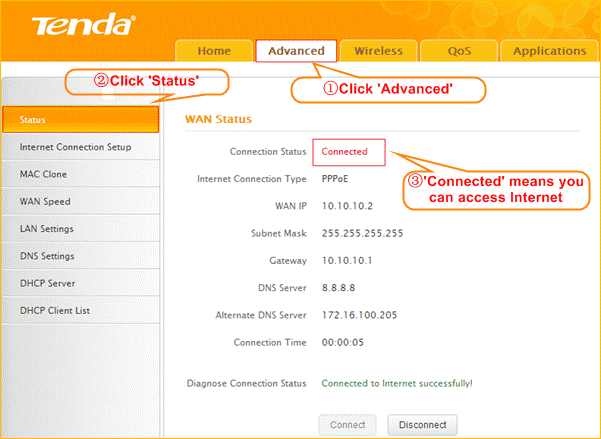 Tenda®
Home Advanced Wireless QoS Applications
②Click 'Status'
①Click 'Advanced'
Status
Internet Connection Setup
MAC Clone
WAN Speed
LAN Settings
DNS Settings
DHCP Server
DHCP Client List
WAN Status
Connection Status Connected
③'Connected' means you
can access Internet
Internet Connection Type PPPoE
WAN IP 10.10.10.2
Subnet Mask 255.255.255.255
Gateway 10.10.10.1
DNS Server 8.8.8.8
Alternate DNS Server 172.16.100.205
Connection Time 00:00:05
Diagnose Connection Status Connected to Internet successfully!
Connect Disconnect